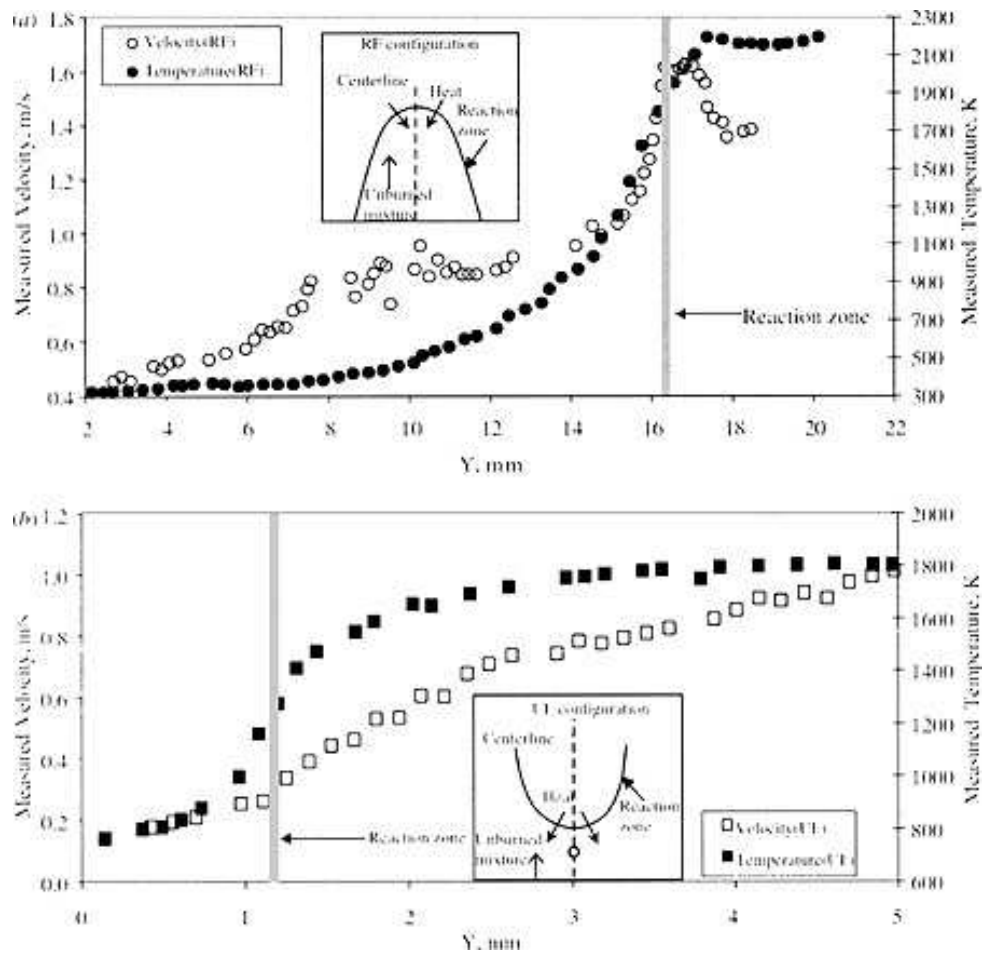 (a)
1.8
1.6
1.4
1.2
1.0
0.8
0.6
0.4
Measured Velocity, m/s
Velocity(RF)
Temperature(RF)
RF configuration
Centerline
Heat
Reaction
zone
Unburned
mixture
Reaction zone
2300
2100
1900
1700
1500
1300
1100
900
700
500
300
Measured Temperature, K
2 4 6 8 10 12 14 16 18 20 22
Y, mm
(b)
1.2
1.0
0.8
0.6
0.4
0.2
0.0
Measured Velocity, m/s
Reaction zone
configuration
Centerline
Heat
Reaction
zone
Unburned
mixture
Velocity
Temperature
2000
1800
1600
1400
1200
1000
800
600
Measured Temperature, K
0 1 2 3 4 5
Y, mm